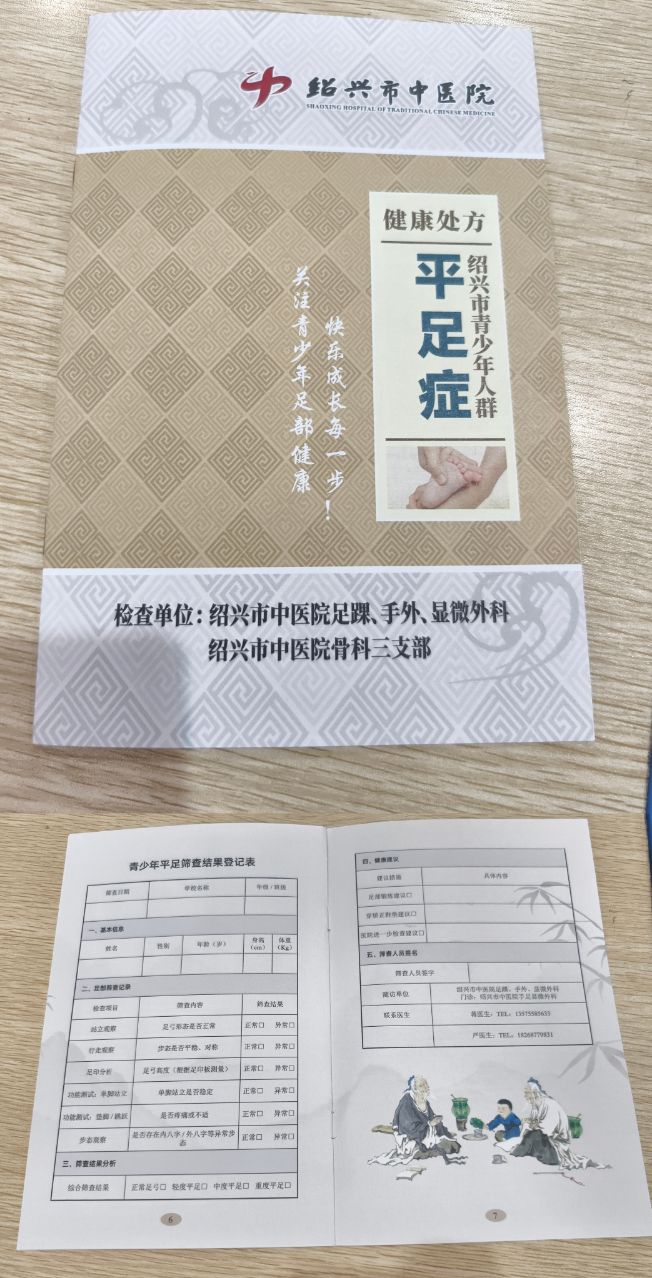 绍兴市中医院
SHAOXING HOSPITAL OF TRADITIONAL CHINESE MEDICINE
健康处方
绍兴市青少年人群
平足症
快乐成长每一步！
关注青少年足部健康
检查单位：绍兴市中医院足踝、手外、显微外科
绍兴市中医院骨科三支部
青少年平足筛查结果登记表
筛查日期 学校名称 年级/班级
一、基本信息
姓名 性别 年龄（岁） 身高（cm） 体重（Kg）
二、足部筛查记录
检查项目 筛查内容 筛查结果
站立观察 足弓形态是否正常 正常□ 异常□
行走观察 步态是否平稳、对称 正常□ 异常□
足印分析 足弓高度（根据足印板测量） 正常□ 异常□
功能测试：单脚站立 单脚站立是否稳定 正常□ 异常□
功能测试：垫脚/跳跃 是否疼痛或不适 正常□ 异常□
步态观察 是否存在内八字/外八字等异常步态 正常□ 异常□
三、筛查结果分析
综合筛查结果 正常足弓□ 轻度平足□ 中度平足□ 重度平足□
6
四、健康建议
建议措施 具体内容
足部锻炼建议□
穿矫正鞋垫建议□
医院进一步检查建议□
五、筛查人员签名
筛查人员签字
随访单位 绍兴市中医院足踝、手外、显微外科
门诊：绍兴市中医院手足显微外科
联系医生 蒋医生：TEL：13575585633
严医生：TEL：18268779831
7